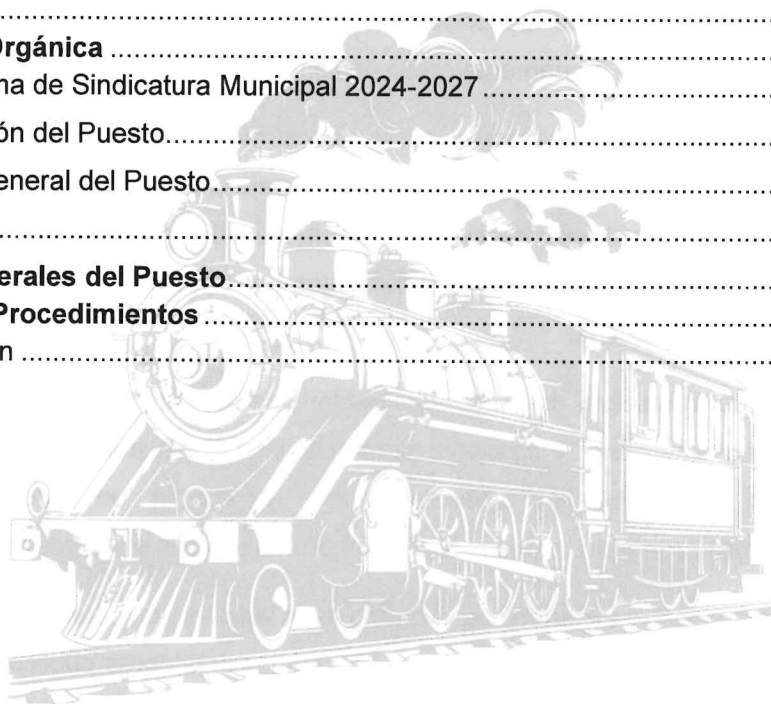 ................................................................
Orgánica ................................................................
na de Sindicatura Municipal 2024-2027 ................................
ón del Puesto................................................................
eneral del Puesto................................................................
................................................................
erales del Puesto................................................................
Procedimientos ................................................................
n ................................................................